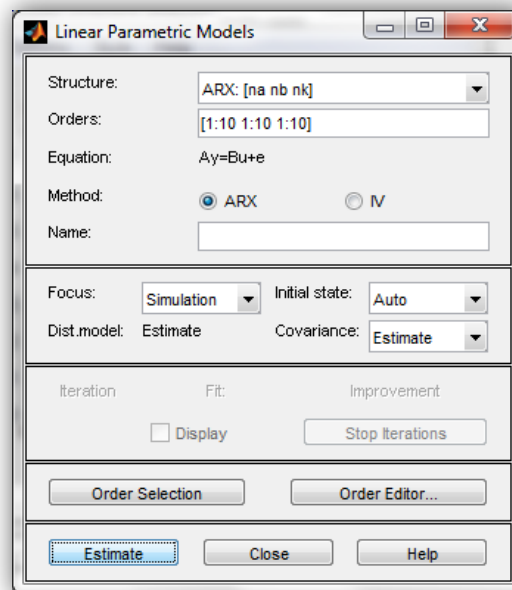 Linear Parametric Models
Structure: ARX: [na nb nk]
Orders: [1:10 1:10 1:10]
Equation: Ay=Bu+e
Method: ARX IV
Name:
Focus: Simulation Initial state: Auto
Dist.model: Estimate Covariance: Estimate
Iteration Fit: Improvement
Display Stop Iterations
Order Selection Order Editor...
Estimate Close Help